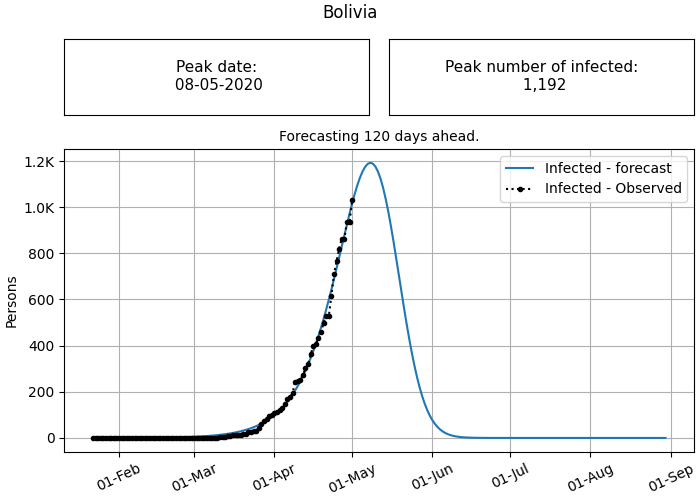 Bolivia
Peak date:
08-05-2020
Peak number of infected:
1,192
Forecasting 120 days ahead.
Infected - forecast
Infected - Observed
1.2K
1.0K
800
600
400
200
0
Persons
01-Feb
01-Mar
01-Apr
01-May
01-Jun
01-Jul
01-Aug
01-Sep